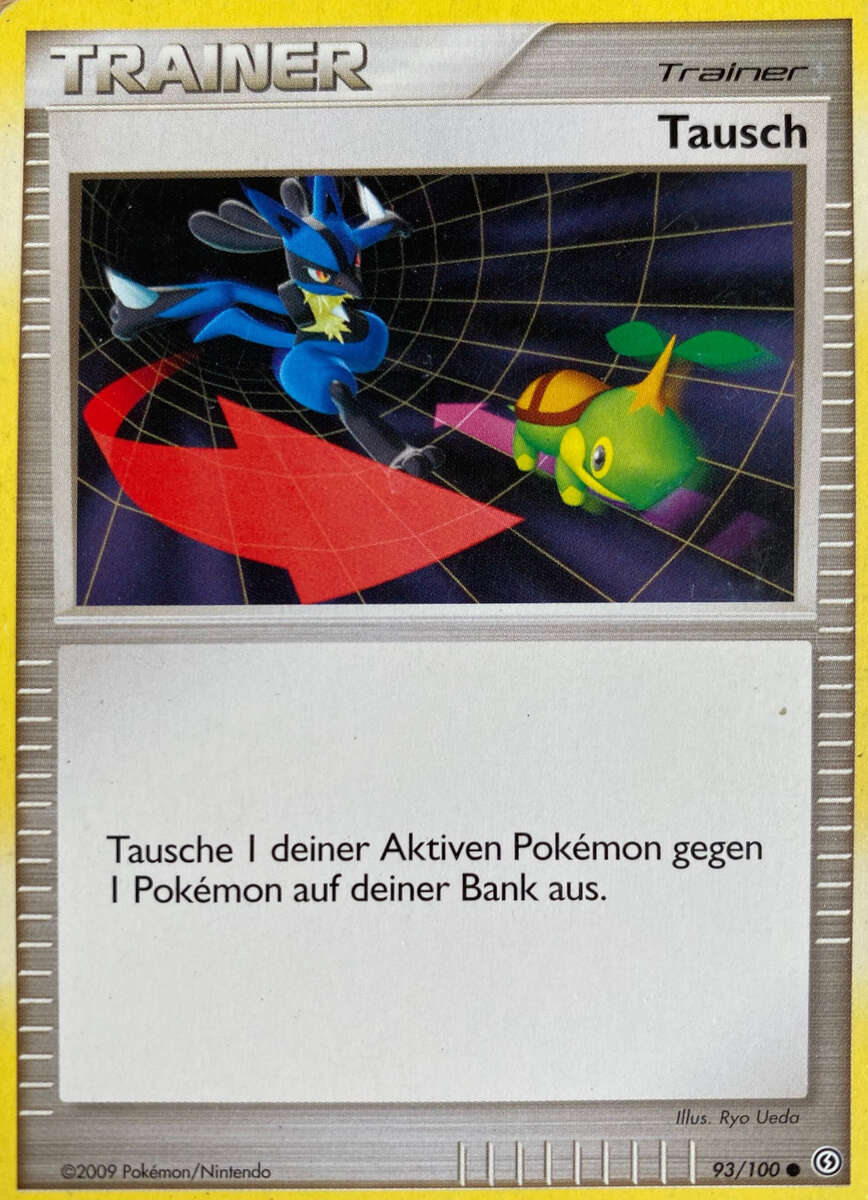 TRAINER
Trainer
Tausch
Tausche 1 deiner Aktiven Pokémon gegen
1 Pokémon auf deiner Bank aus.
Illus. Ryo Ueda
©2009 Pokémon/Nintendo
93/100